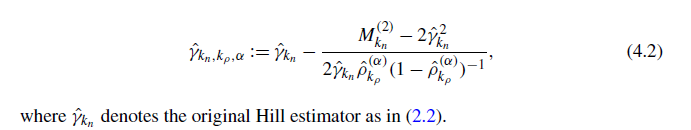 $\hat{\gamma}_{k_n,k_\rho,\alpha} := \hat{\gamma}_{k_n} - \frac{M_{k_n}^{(2)} - 2\hat{\gamma}_{k_n}^2}{2\hat{\gamma}_{k_n}\hat{\rho}_{k_\rho}^{(\alpha)}(1 - \hat{\rho}_{k_\rho}^{(\alpha)})^{-1}},$ (4.2)
where $\hat{\gamma}_{k_n}$ denotes the original Hill estimator as in (2.2).